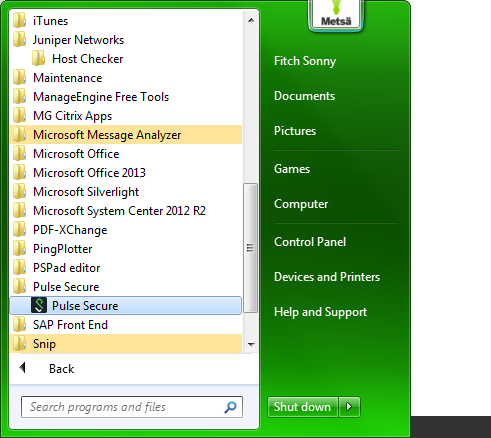 iTunes
Juniper Networks
Host Checker
Maintenance
ManageEngine Free Tools
MG Citrix Apps
Microsoft Message Analyzer
Microsoft Office
Microsoft Office 2013
Microsoft Silverlight
Microsoft System Center 2012 R2
PDF-XChange
PingPlotter
PSPad editor
Pulse Secure
Pulse Secure
SAP Front End
Snip
Back
Search programs and files
Metsä
Fitch Sonny
Documents
Pictures
Games
Computer
Control Panel
Devices and Printers
Help and Support
Shut down